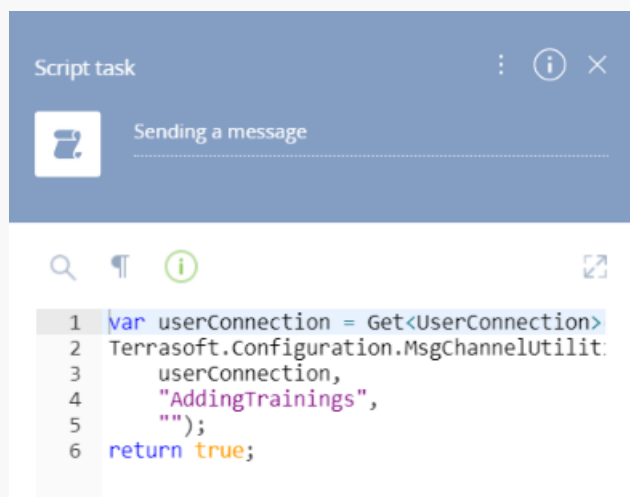 Script task
Sending a message
1 var userConnection = Get<UserConnection>
2 Terrasoft.Configuration.MsgChannelUtiliti
3     userConnection,
4     "AddingTrainings",
5     "");
6 return true;